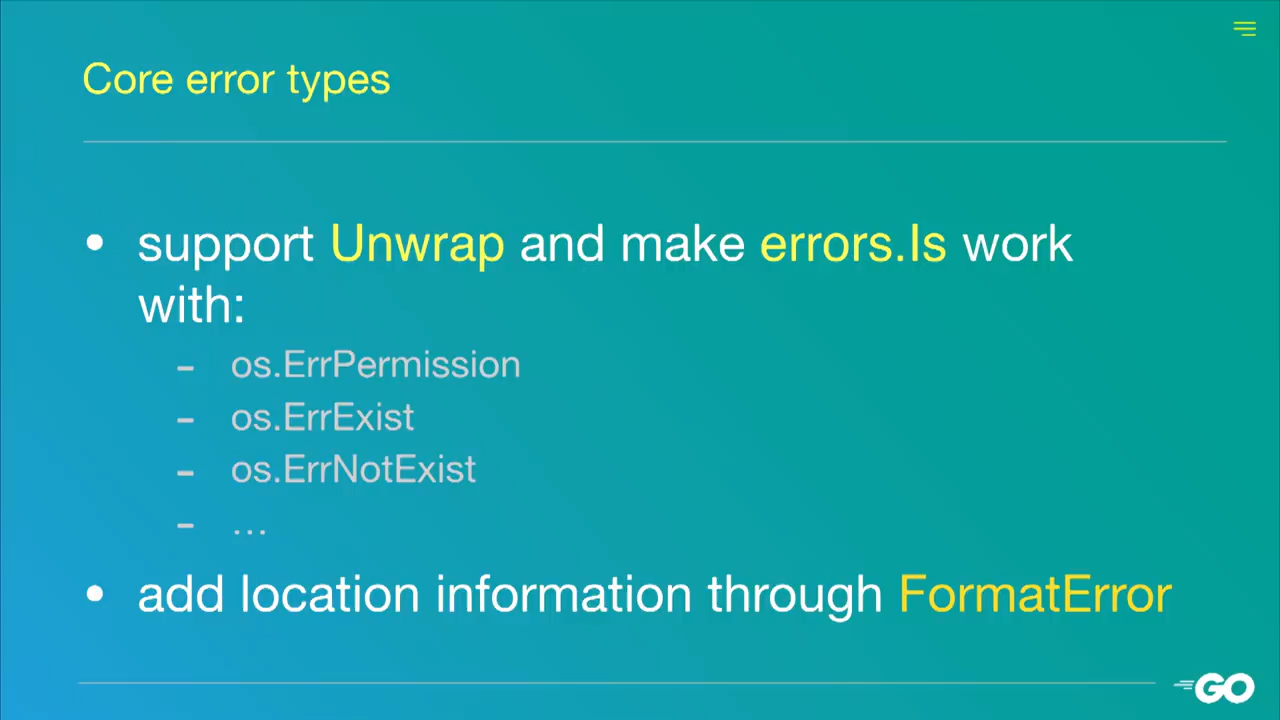 Core error types
• support Unwrap and make errors.Is work
with:
- os.ErrPermission
- os.ErrExist
- os.ErrNotExist
- ...
• add location information through FormatError
GO